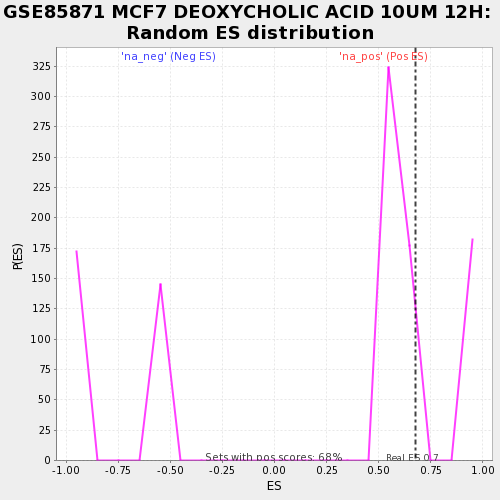 GSE85871 MCF7 DEOXYCHOLIC ACID 10UM 12H:
Random ES distribution
'na_neg' (Neg ES)
'na_pos' (Pos ES)
P(ES)
325
300
275
250
225
200
175
150
125
100
75
50
25
0
Sets with pos scores: 68%
Real ES 0.7
-1.00 -0.75 -0.50 -0.25 0.00 0.25 0.50 0.75 1.00
ES